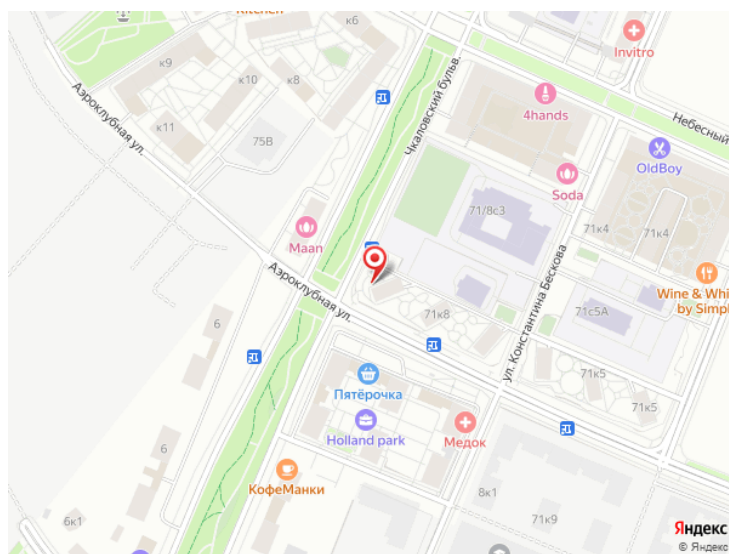 Kitchen
к6
Invitro
к9
к10
к8
4hands
Небесный
Аэроклубная ул.
Чкаловский бульв.
к11
75В
OldBoy
Soda
71/8с3
71к4
71к4
Maan
ул. Константина Бескова
Аэроклубная ул.
Wine & Whi
by Simpl
71к8
71с5А
6
Пятёрочка
71к5
71к5
Holland park
Медок
6
КофеМанки
8к1
71к9
6к1
Яндекс
© Яндекс